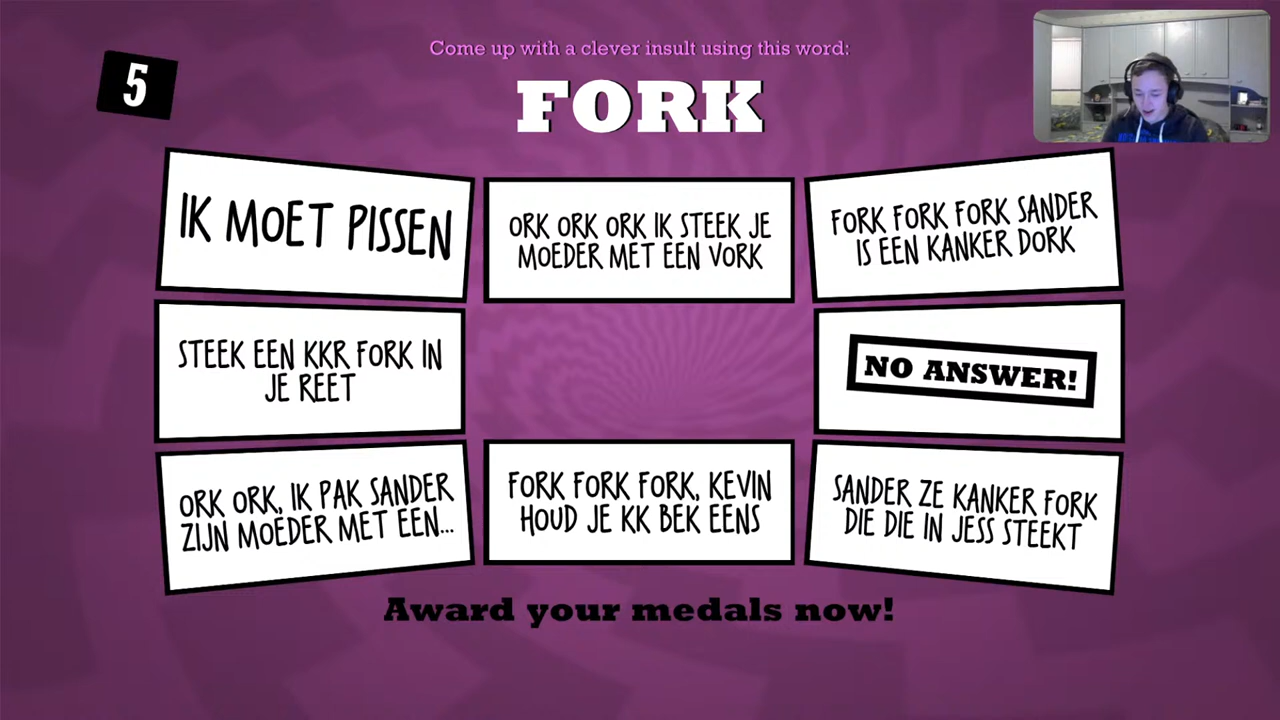 Come up with a clever insult using this word:
5
FORK
IK MOET PISSEN
ORK ORK ORK IK STEEK JE
MOEDER MET EEN VORK
FORK FORK FORK SANDER
IS EEN KANKER DORK
STEEK EEN KKR FORK IN
JE REET
NO ANSWER!
ORK ORK, IK PAK SANDER
ZIJN MOEDER MET EEN...
FORK FORK FORK, KEVIN
HOUD JE KK BEK EENS
SANDER ZE KANKER FORK
DIE DIE IN JESS STEEKT
Award your medals now!